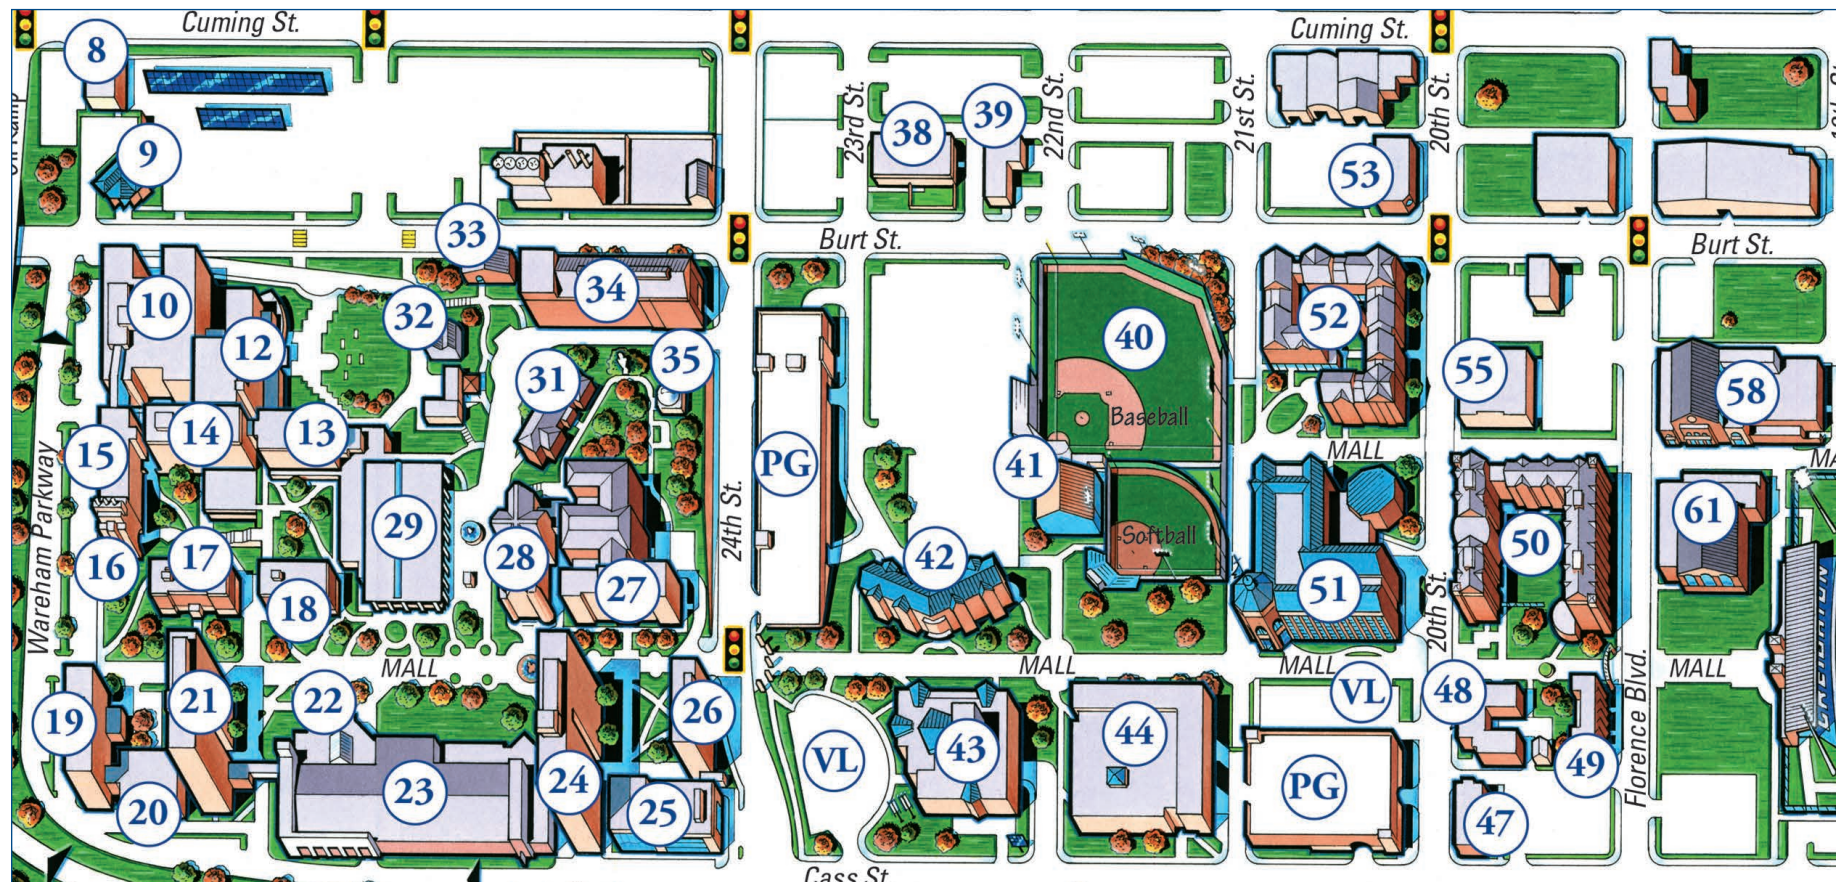 Cuming St.
Cuming St.
8
23rd St.
22nd St.
21st St.
20th St.
9
38
39
53
33
Burt St.
Burt St.
10
34
32
12
40
52
35
31
55
58
15
14
13
Baseball
MALL
PG
41
Wareham Parkway
24th St.
29
28
Softball
61
16
17
42
50
18
27
51
20th St.
MALL
MALL
MALL
MALL
VL
48
Florence Blvd.
19
21
22
26
43
44
49
VL
24
23
PG
20
25
47
Cass St.